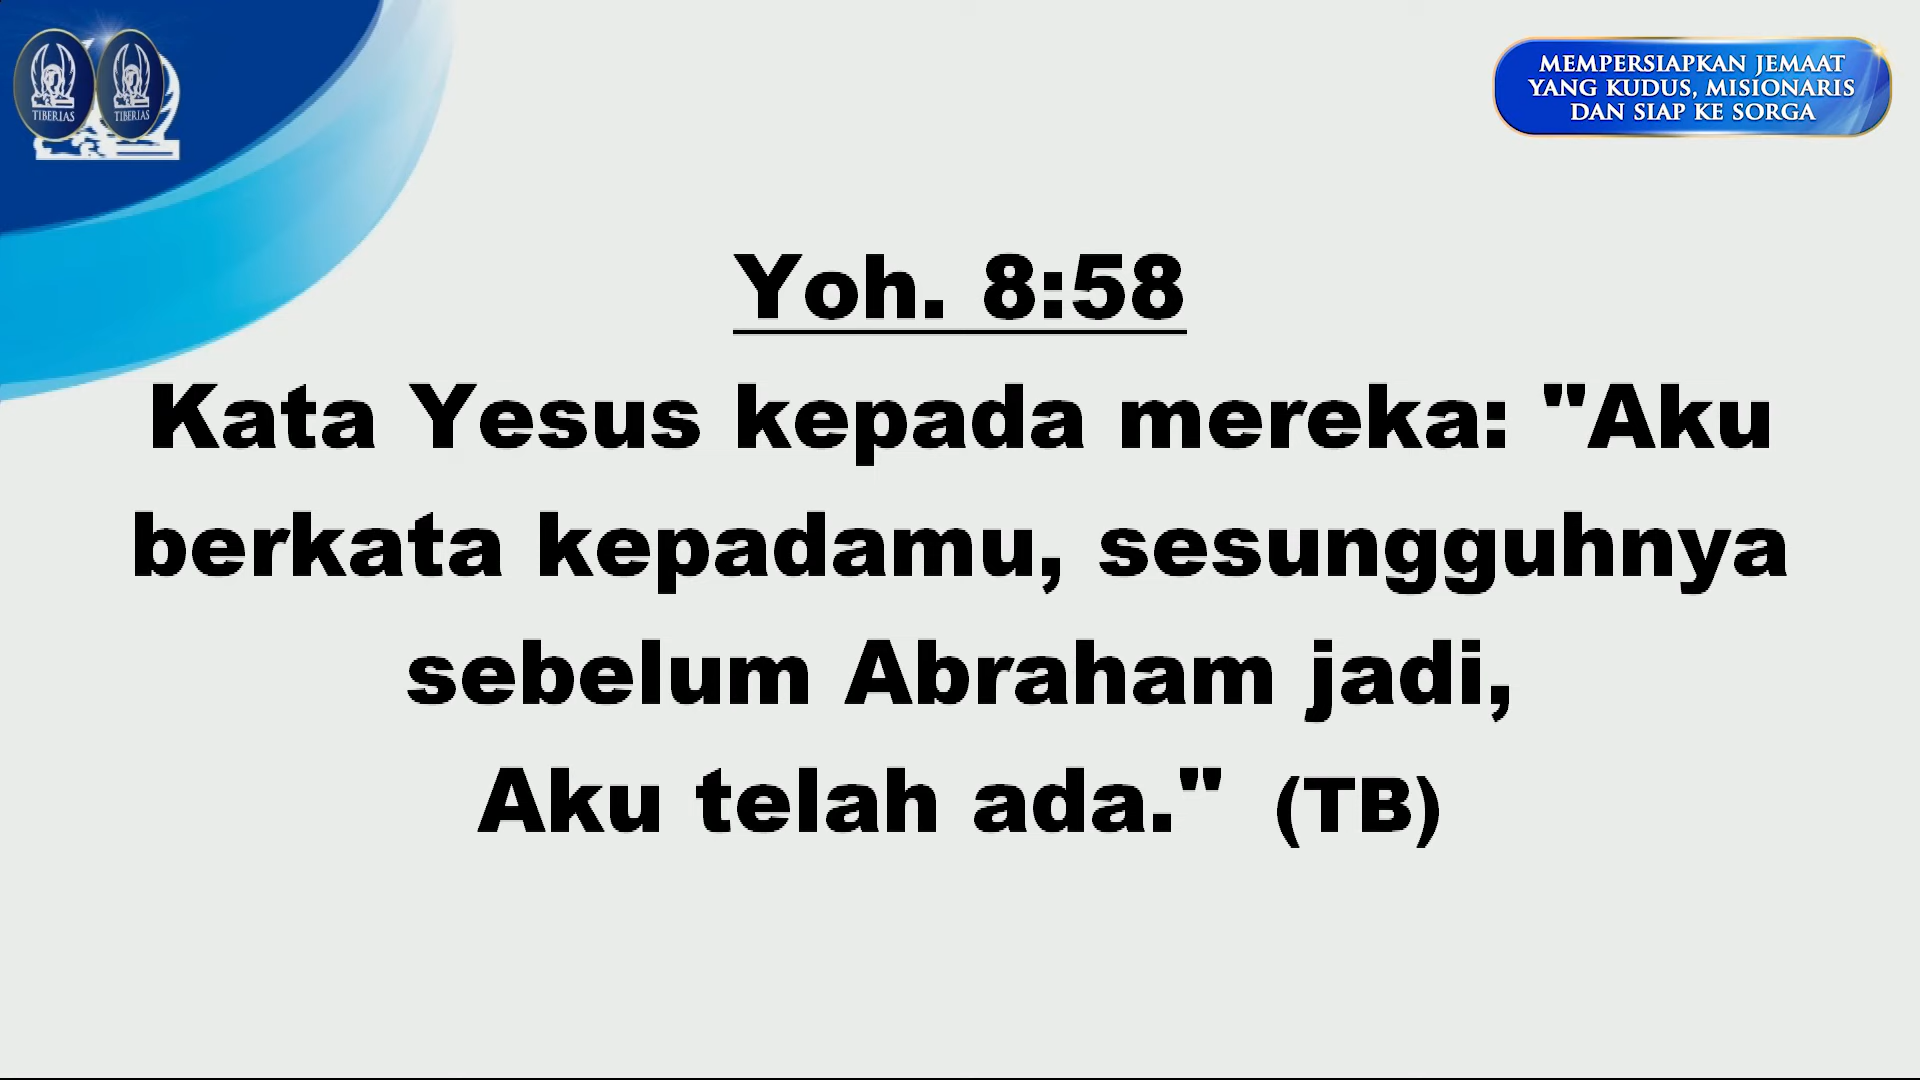 TIBERIAS TIBERIAS
MEMPERSIAPKAN JEMAAT
YANG KUDUS, MISIONARIS
DAN SIAP KE SORGA
Yoh. 8:58
Kata Yesus kepada mereka: "Aku
berkata kepadamu, sesungguhnya
sebelum Abraham jadi,
Aku telah ada." (TB)